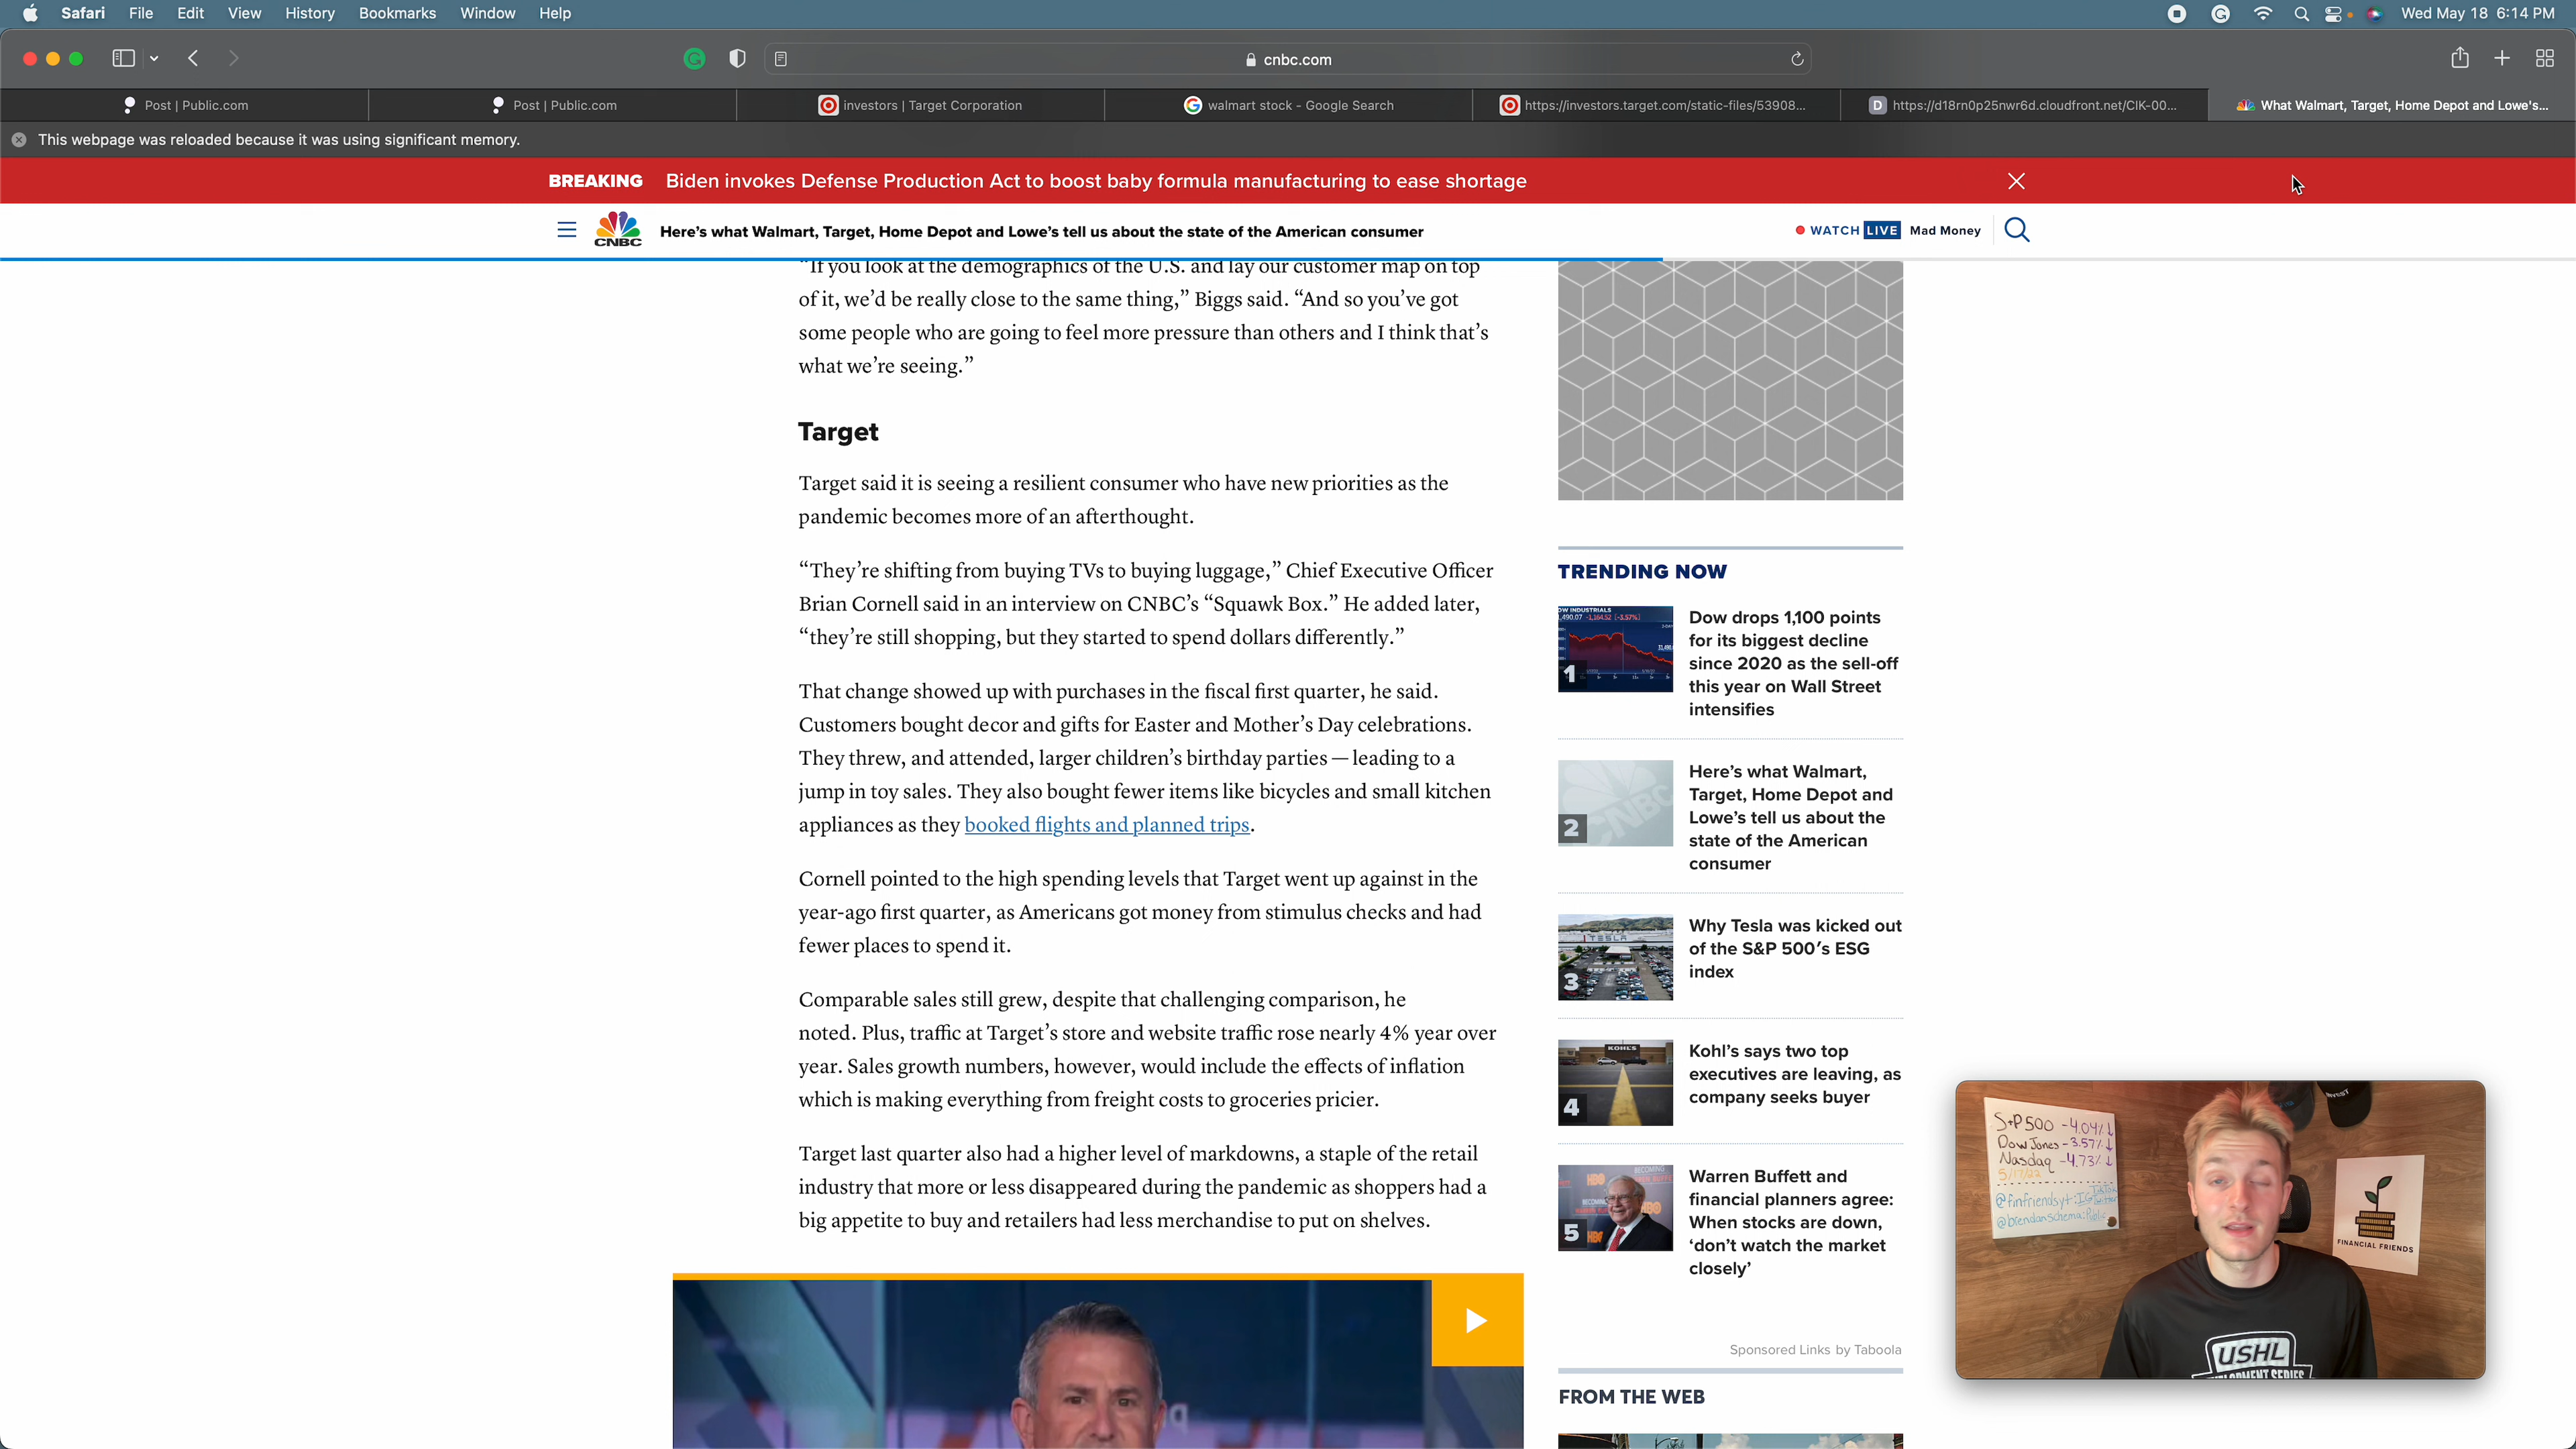 Safari File Edit View History Bookmarks Window Help
Wed May 18 6:14 PM
cnbc.com
Post | Public.com
Post | Public.com
investors | Target Corporation
walmart stock - Google Search
https://investors.target.com/static-files/53908...
D https://d18rn0p25nwr6d.cloudfront.net/CIK-00...
What Walmart, Target, Home Depot and Lowe's...
This webpage was reloaded because it was using significant memory.
BREAKING Biden invokes Defense Production Act to boost baby formula manufacturing to ease shortage
CNBC
Here's what Walmart, Target, Home Depot and Lowe's tell us about the state of the American consumer
WATCH LIVE Mad Money
"If you look at the demographics of the U.S. and lay our customer map on top
of it, we'd be really close to the same thing," Biggs said. "And so you've got
some people who are going to feel more pressure than others and I think that's
what we're seeing."
Target
Target said it is seeing a resilient consumer who have new priorities as the
pandemic becomes more of an afterthought.
"They're shifting from buying TVs to buying luggage," Chief Executive Officer
Brian Cornell said in an interview on CNBC's "Squawk Box." He added later,
"they're still shopping, but they started to spend dollars differently."
That change showed up with purchases in the fiscal first quarter, he said.
Customers bought decor and gifts for Easter and Mother's Day celebrations.
They threw, and attended, larger children's birthday parties — leading to a
jump in toy sales. They also bought fewer items like bicycles and small kitchen
appliances as they booked flights and planned trips.
Cornell pointed to the high spending levels that Target went up against in the
year-ago first quarter, as Americans got money from stimulus checks and had
fewer places to spend it.
Comparable sales still grew, despite that challenging comparison, he
noted. Plus, traffic at Target's store and website traffic rose nearly 4% year over
year. Sales growth numbers, however, would include the effects of inflation
which is making everything from freight costs to groceries pricier.
Target last quarter also had a higher level of markdowns, a staple of the retail
industry that more or less disappeared during the pandemic as shoppers had a
big appetite to buy and retailers had less merchandise to put on shelves.
TRENDING NOW
1
Dow drops 1,100 points
for its biggest decline
since 2020 as the sell-off
this year on Wall Street
intensifies
2
Here's what Walmart,
Target, Home Depot and
Lowe's tell us about the
state of the American
consumer
3
Why Tesla was kicked out
of the S&P 500's ESG
index
4
KOHL'S
Kohl's says two top
executives are leaving, as
company seeks buyer
5
Warren Buffett and
financial planners agree:
When stocks are down,
'don't watch the market
closely'
Sponsored Links by Taboola
FROM THE WEB
S+P 500 -4.04% ↓
Dow Jones -3.57% ↓
Nasdaq -4.73% ↓
5/17/22
@finfriendsyt: IG
@brendanschema: Public
INVEST
FINANCIAL FRIENDS
USHL